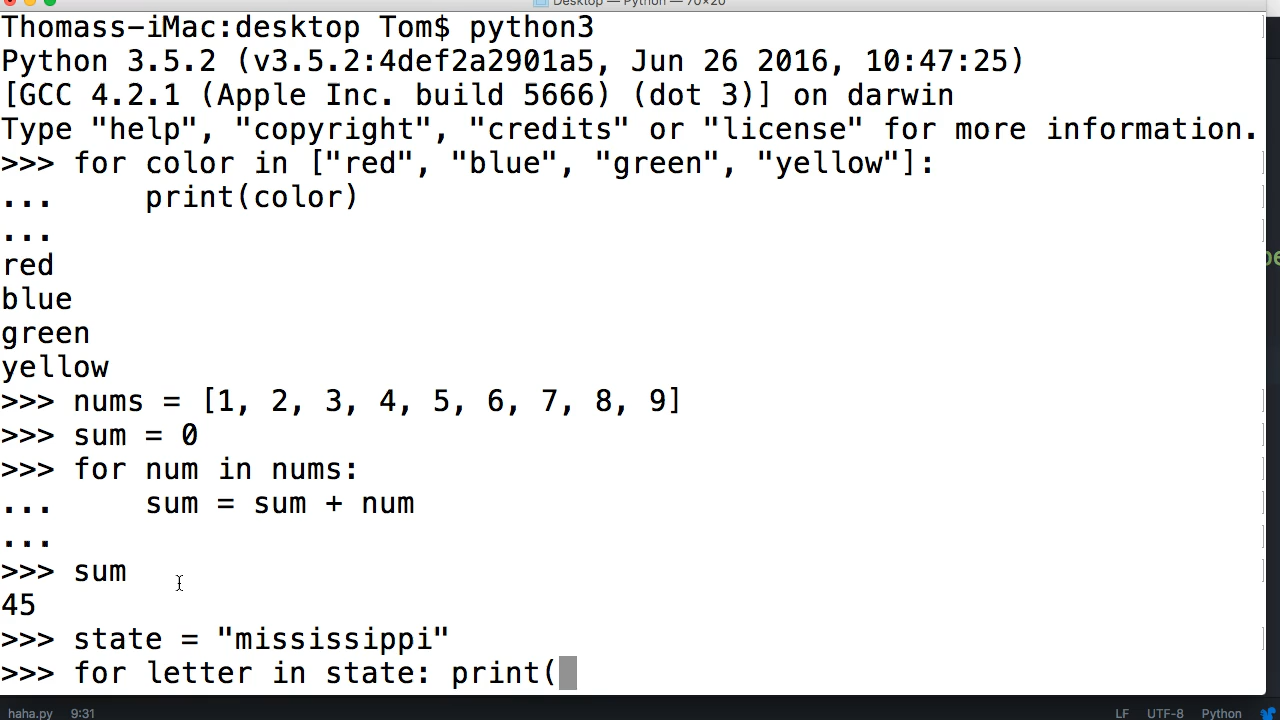 Desktop — Python — 70×20
Thomass-iMac:desktop Tom$ python3
Python 3.5.2 (v3.5.2:4def2a2901a5, Jun 26 2016, 10:47:25)
[GCC 4.2.1 (Apple Inc. build 5666) (dot 3)] on darwin
Type "help", "copyright", "credits" or "license" for more information.
>>> for color in ["red", "blue", "green", "yellow"]:
...     print(color)
...
red
blue
green
yellow
>>> nums = [1, 2, 3, 4, 5, 6, 7, 8, 9]
>>> sum = 0
>>> for num in nums:
...     sum = sum + num
...
>>> sum
45
>>> state = "mississippi"
>>> for letter in state: print(
haha.py 9:31 LF UTF-8 Python